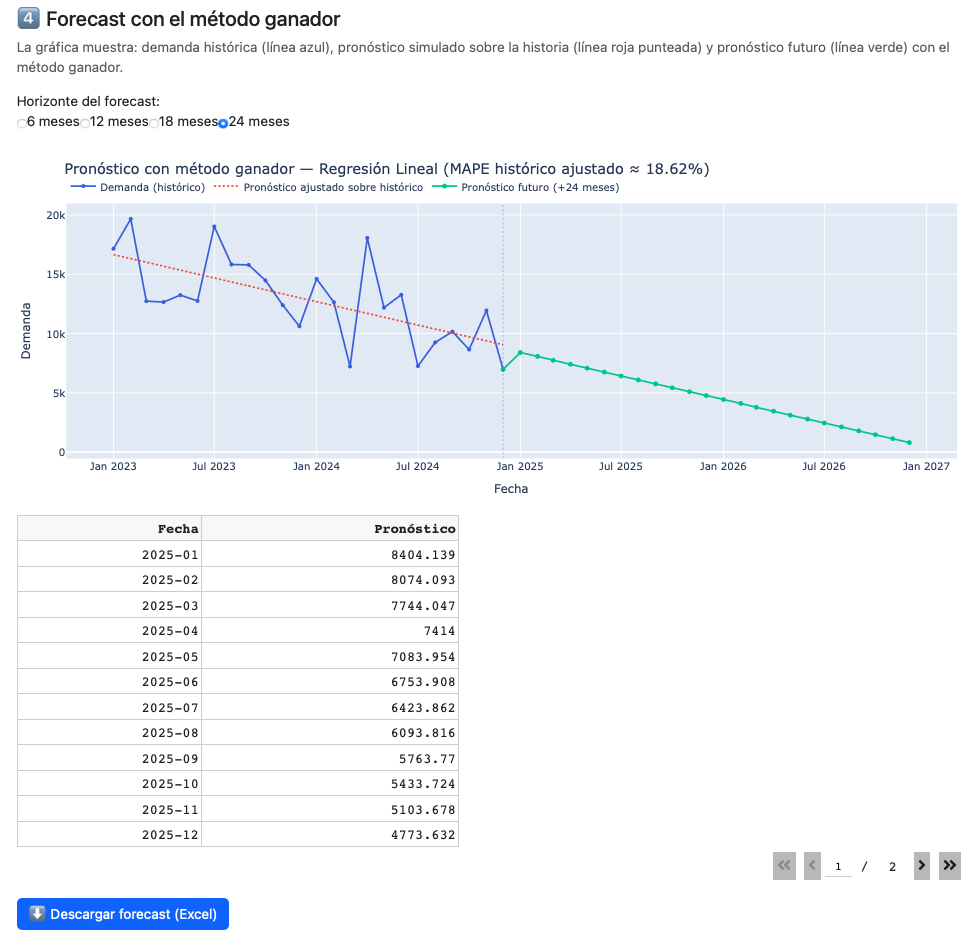 4 Forecast con el método ganador
La gráfica muestra: demanda histórica (línea azul), pronóstico simulado sobre la historia (línea roja punteada) y pronóstico futuro (línea verde) con el
método ganador.
Horizonte del forecast:
6 meses 12 meses 18 meses 24 meses
Pronóstico con método ganador — Regresión Lineal (MAPE histórico ajustado ≈ 18.62%)
Demanda (histórico) Pronóstico ajustado sobre histórico Pronóstico futuro (+24 meses)
20k
15k
10k
5k
0
Demanda
Jan 2023 Jul 2023 Jan 2024 Jul 2024 Jan 2025 Jul 2025 Jan 2026 Jul 2026 Jan 2027
Fecha
Fecha Pronóstico
2025-01 8404.139
2025-02 8074.093
2025-03 7744.047
2025-04 7414
2025-05 7083.954
2025-06 6753.908
2025-07 6423.862
2025-08 6093.816
2025-09 5763.77
2025-10 5433.724
2025-11 5103.678
2025-12 4773.632
1 / 2
Descargar forecast (Excel)